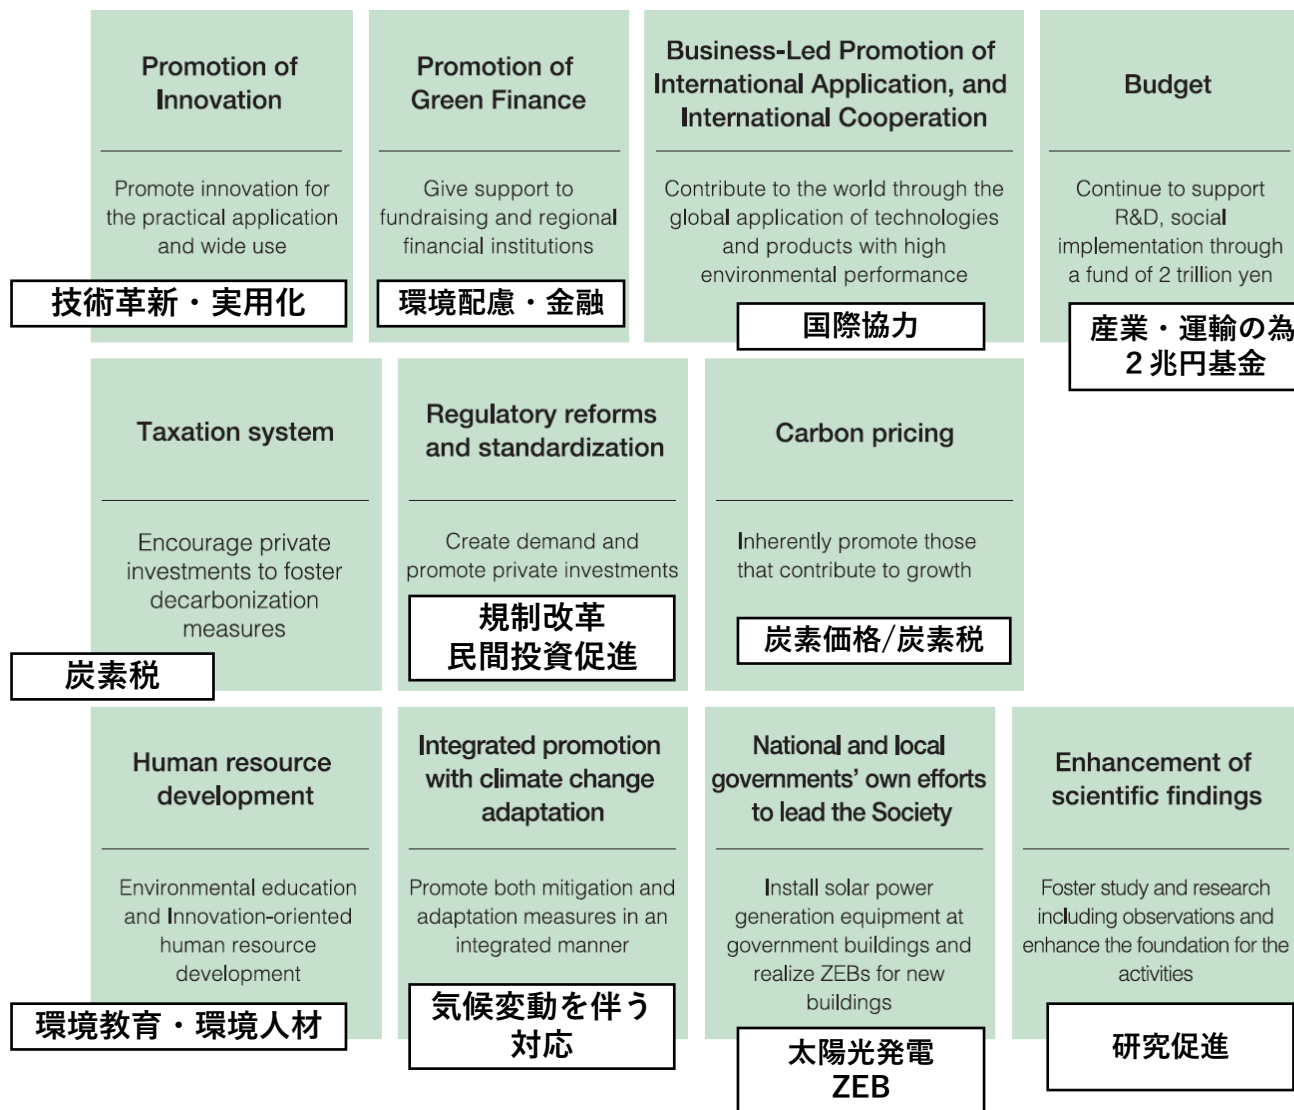 Promotion of
Innovation
Promote innovation for
the practical application
and wide use
技術革新・実用化
Promotion of
Green Finance
Give support to
fundraising and regional
financial institutions
環境配慮・金融
Business-Led Promotion of
International Application, and
International Cooperation
Contribute to the world through the
global application of technologies
and products with high
environmental performance
国際協力
Budget
Continue to support
R&D, social
implementation through
a fund of 2 trillion yen
産業・運輸の為
２兆円基金
Taxation system
Encourage private
investments to foster
decarbonization
measures
炭素税
Regulatory reforms
and standardization
Create demand and
promote private investments
規制改革
民間投資促進
Carbon pricing
Inherently promote those
that contribute to growth
炭素価格/炭素税
Human resource
development
Environmental education
and Innovation-oriented
human resource
development
環境教育・環境人材
Integrated promotion
with climate change
adaptation
Promote both mitigation and
adaptation measures in an
integrated manner
気候変動を伴う
対応
National and local
governments' own efforts
to lead the Society
Install solar power
generation equipment at
government buildings and
realize ZEBs for new
buildings
太陽光発電
ZEB
Enhancement of
scientific findings
Foster study and research
including observations and
enhance the foundation for the
activities
研究促進